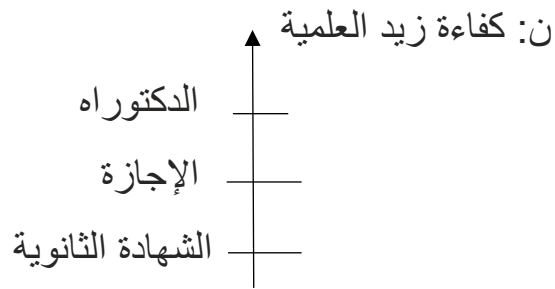 ن: كفاءة زيد العلمية
الدكتوراه
الإجازة
الشهادة الثانوية